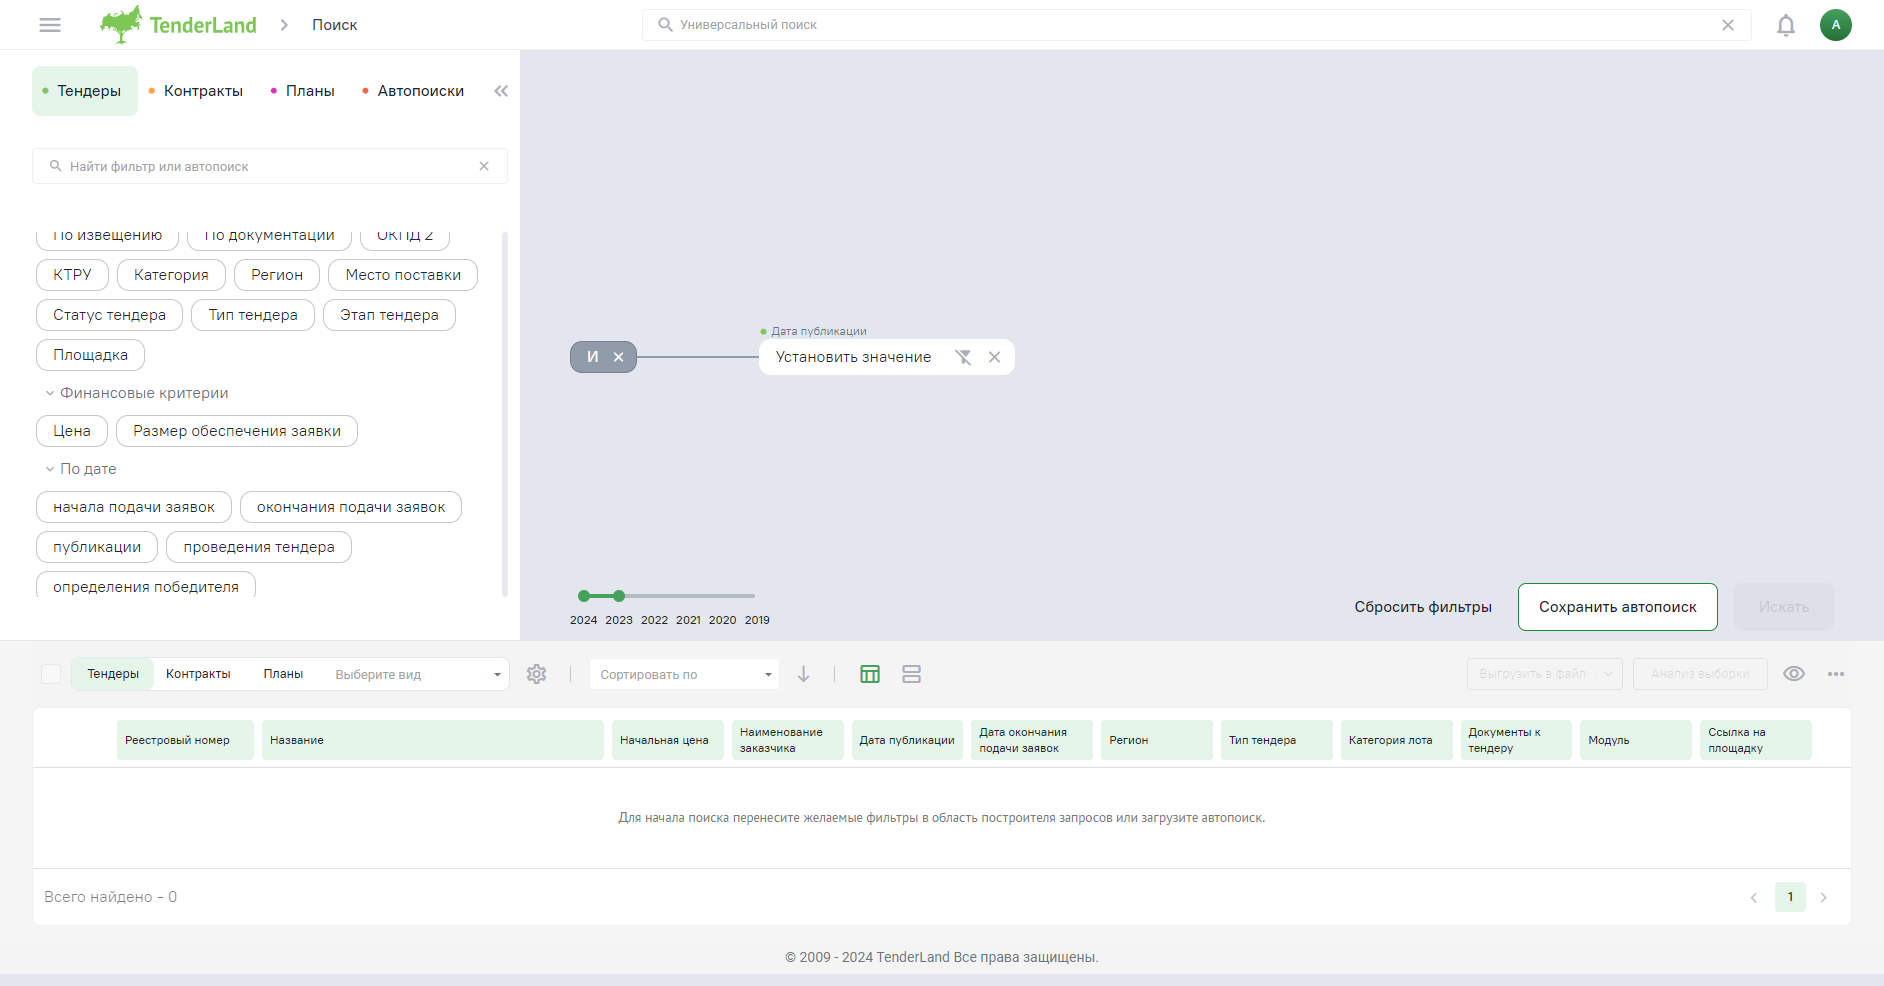 TenderLand
Поиск
Универсальный поиск
А
Тендеры
Контракты
Планы
Автопоиски
Найти фильтр или автопоиск
По извещению
По документации
ОКПД 2
КТРУ
Категория
Регион
Место поставки
Статус тендера
Тип тендера
Этап тендера
Площадка
Финансовые критерии
Цена
Размер обеспечения заявки
По дате
начала подачи заявок
окончания подачи заявок
публикации
проведения тендера
определения победителя
Дата публикации
И
Установить значение
2024 2023 2022 2021 2020 2019
Сбросить фильтры
Сохранить автопоиск
Искать
Тендеры
Контракты
Планы
Выберите вид
Сортировать по
Выгрузить в файл
Анализ выборки
Реестровый номер
Название
Начальная цена
Наименование
заказчика
Дата публикации
Дата окончания
подачи заявок
Регион
Тип тендера
Категория лота
Документы к
тендеру
Модуль
Ссылка на
площадку
Для начала поиска перенесите желаемые фильтры в область построителя запросов или загрузите автопоиск.
Всего найдено - 0
1
© 2009 - 2024 TenderLand Все права защищены.